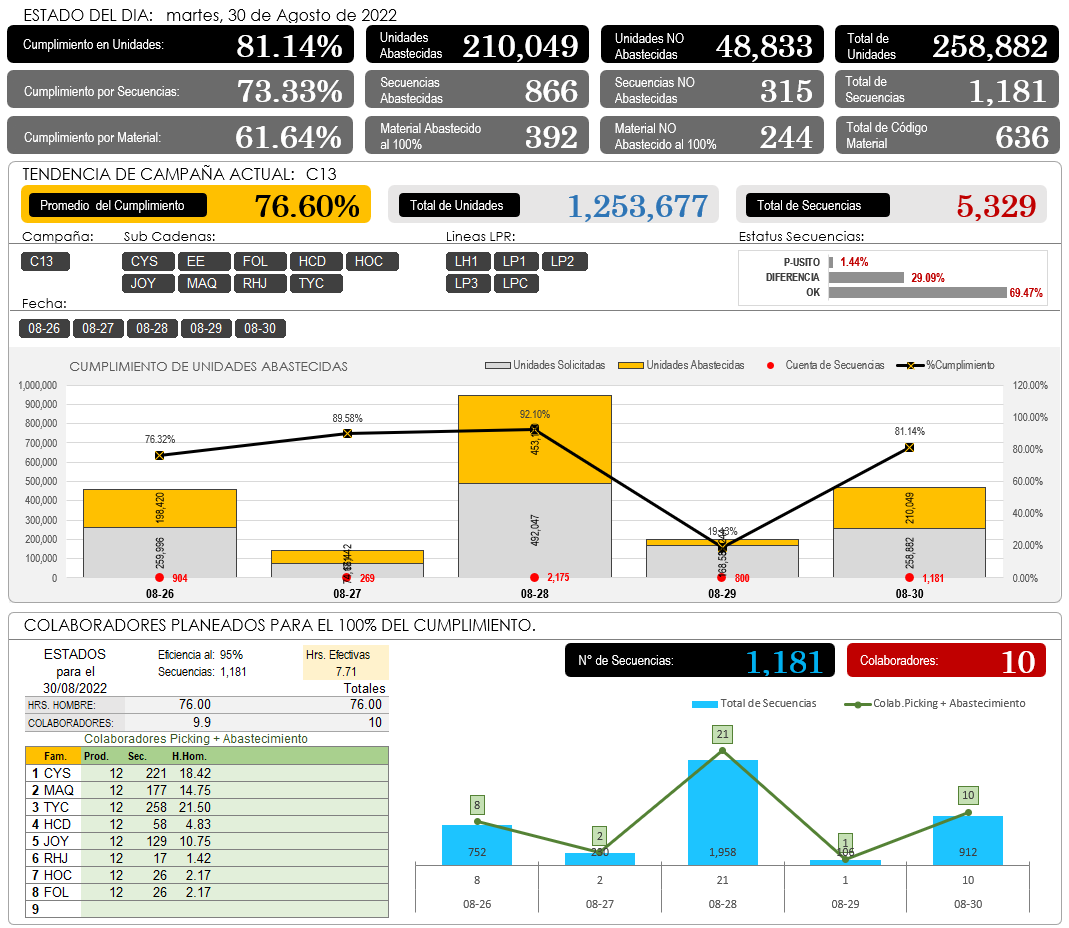 ESTADO DEL DIA: martes, 30 de Agosto de 2022
Cumplimiento en Unidades: 81.14%
Unidades Abastecidas 210,049
Unidades NO Abastecidas 48,833
Total de Unidades 258,882
Cumplimiento por Secuencias: 73.33%
Secuencias Abastecidas 866
Secuencias NO Abastecidas 315
Total de Secuencias 1,181
Cumplimiento por Material: 61.64%
Material Abastecido al 100% 392
Material NO Abastecido al 100% 244
Total de Código Material 636
TENDENCIA DE CAMPAÑA ACTUAL: C13
Promedio del Cumplimiento 76.60%
Total de Unidades 1,253,677
Total de Secuencias 5,329
Campaña: Sub Cadenas: Lineas LPR: Estatus Secuencias:
C13 CYS EE FOL HCD HOC LH1 LP1 LP2
JOY MAQ RHJ TYC LP3 LPC
P-USITO 1.44%
DIFERENCIA 29.09%
OK 69.47%
Fecha:
08-26 08-27 08-28 08-29 08-30
CUMPLIMIENTO DE UNIDADES ABASTECIDAS
Unidades Solicitadas Unidades Abastecidas Cuenta de Secuencias %Cumplimiento
1,000,000 120.00%
900,000
800,000 100.00%
700,000
600,000 80.00%
500,000
400,000 60.00%
300,000 40.00%
200,000
100,000 20.00%
0 0.00%
76.32% 89.58% 92.10% 81.14%
198,420 210,049
259,996 492,047 258,882
904 269 2,175 800 1,181
08-26 08-27 08-28 08-29 08-30
COLABORADORES PLANEADOS PARA EL 100% DEL CUMPLIMIENTO.
ESTADOS Eficiencia al: 95% Hrs. Efectivas
para el Secuencias: 1,181 7.71
30/08/2022 Totales
HRS. HOMBRE: 76.00 76.00
COLABORADORES: 9.9 10
Colaboradores Picking + Abastecimiento
Fam. Prod. Sec. H.Hom.
1 CYS 12 221 18.42
2 MAQ 12 177 14.75
3 TYC 12 258 21.50
4 HCD 12 58 4.83
5 JOY 12 129 10.75
6 RHJ 12 17 1.42
7 HOC 12 26 2.17
8 FOL 12 26 2.17
9
N° de Secuencias: 1,181
Colaboradores: 10
Total de Secuencias Colab.Picking + Abastecimiento
8 2 21 1 10
752 1,958 912
8 2 21 1 10
08-26 08-27 08-28 08-29 08-30